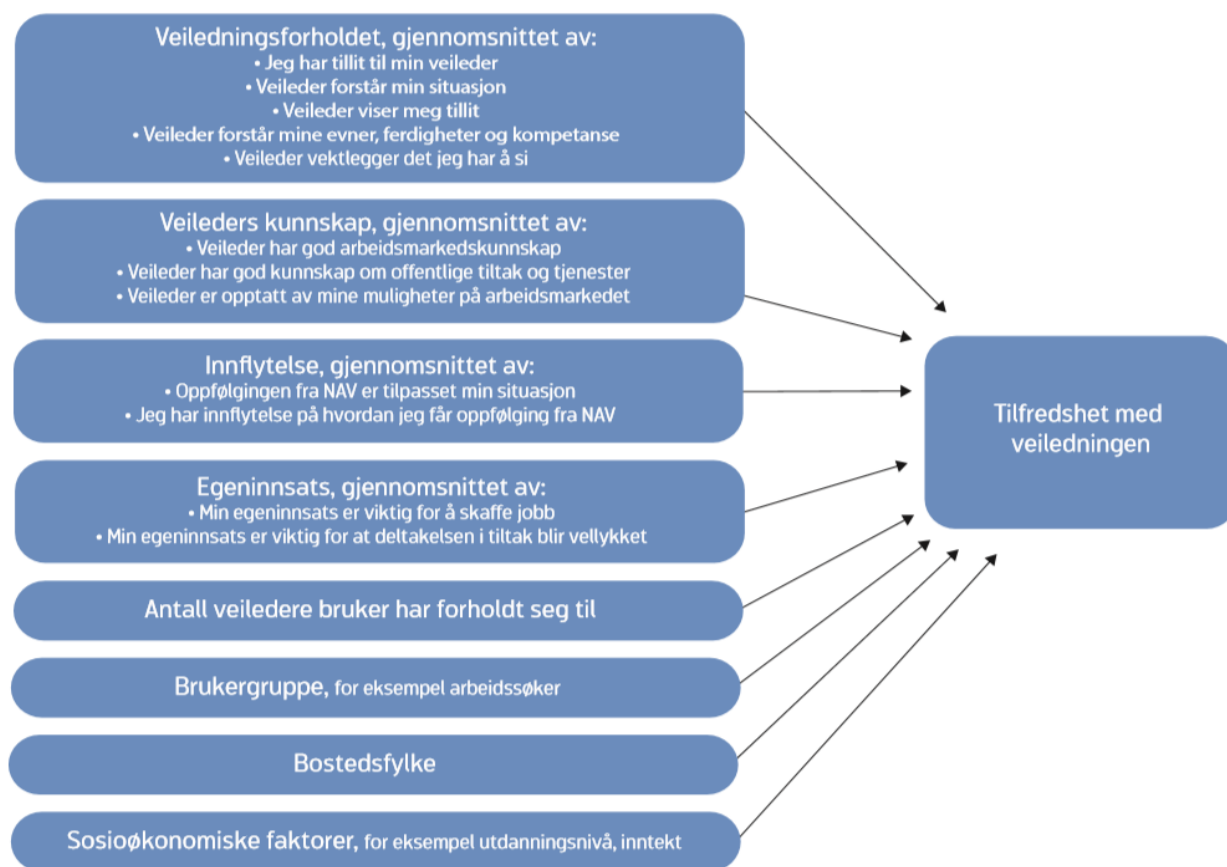 Veiledningsforholdet, gjennomsnittet av:
• Jeg har tillit til min veileder
• Veileder forstår min situasjon
• Veileder viser meg tillit
• Veileder forstår mine evner, ferdigheter og kompetanse
• Veileder vektlegger det jeg har å si
Veileders kunnskap, gjennomsnittet av:
• Veileder har god arbeidsmarkedskunnskap
• Veileder har god kunnskap om offentlige tiltak og tjenester
• Veileder er opptatt av mine muligheter på arbeidsmarkedet
Innflytelse, gjennomsnittet av:
• Oppfølgingen fra NAV er tilpasset min situasjon
• Jeg har innflytelse på hvordan jeg får oppfølging fra NAV
Egeninnsats, gjennomsnittet av:
• Min egeninnsats er viktig for å skaffe jobb
• Min egeninnsats er viktig for at deltakelsen i tiltak blir vellykket
Antall veiledere bruker har forholdt seg til
Brukergruppe, for eksempel arbeidssøker
Bostedsfylke
Sosioøkonomiske faktorer, for eksempel utdanningsnivå, inntekt
Tilfredshet med
veiledningen